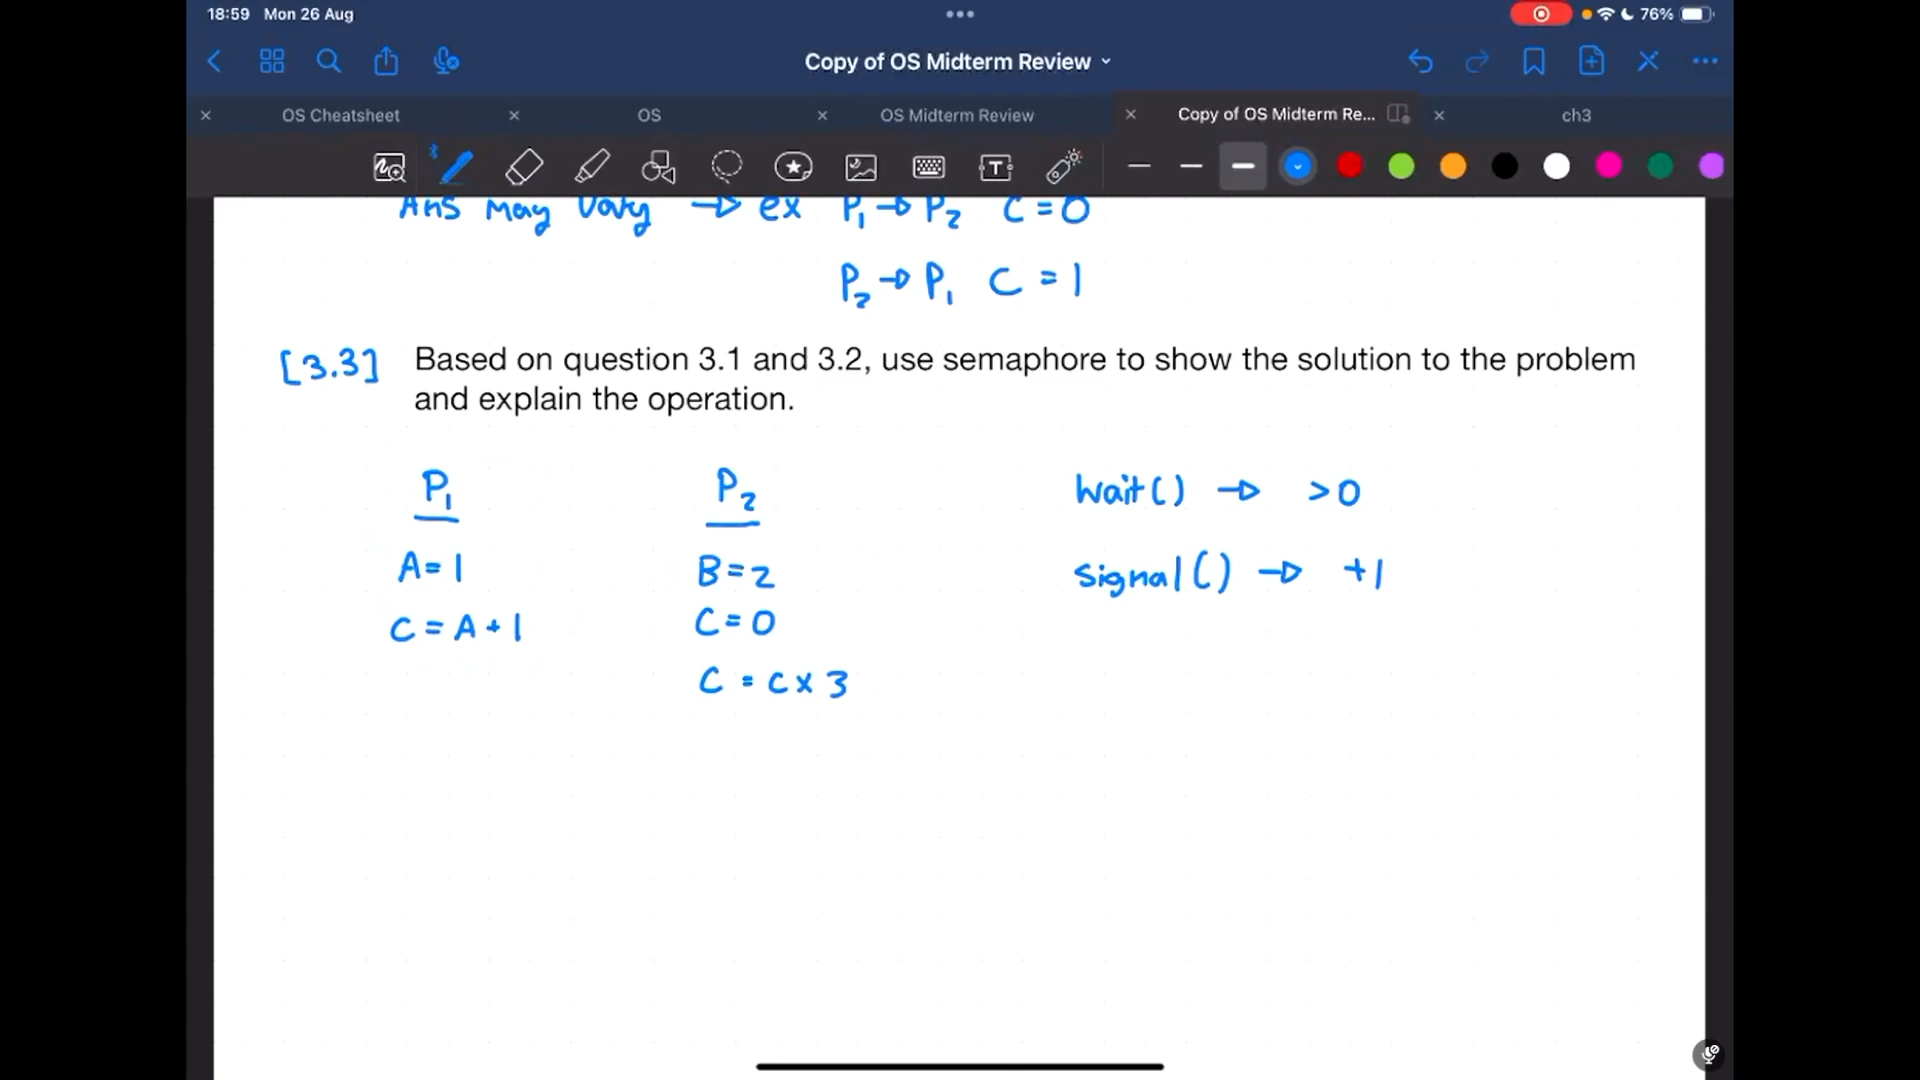 18:59 Mon 26 Aug
76%
Copy of OS Midterm Review
OS Cheatsheet
OS
OS Midterm Review
Copy of OS Midterm Re...
ch3
Ans May Vary → ex P₁ → P₂ C = 0
P₂ → P₁ C = 1
[3.3] Based on question 3.1 and 3.2, use semaphore to show the solution to the problem
and explain the operation.
P₁ P₂ Wait() → >0
A = 1 B = 2 Signal() → +1
C = A + 1 C = 0
C = C x 3